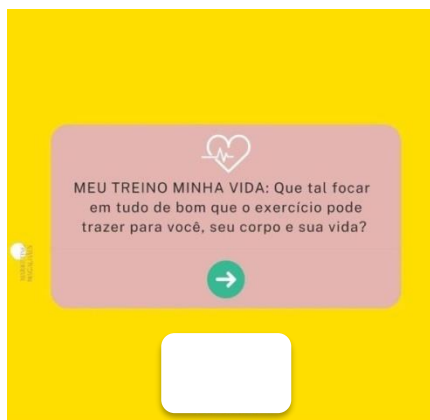 MEU TREINO MINHA VIDA: Que tal focar
em tudo de bom que o exercício pode
trazer para você, seu corpo e sua vida?